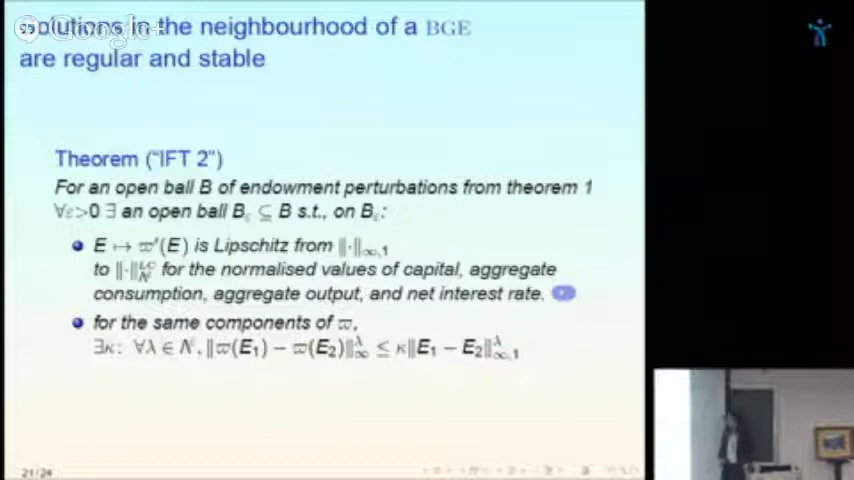 Google+
solutions in the neighbourhood of a BGE
are regular and stable
Theorem ("IFT 2")
For an open ball B of endowment perturbations from theorem 1
∀ε>0 ∃ an open ball B_ε ⊆ B s.t., on B_ε:
E ↦ ϖ′(E) is Lipschitz from ‖·‖_∞,1
to ‖·‖ for the normalised values of capital, aggregate
consumption, aggregate output, and net interest rate.
for the same components of ϖ,
∃κ: ∀λ ∈ N, ‖ϖ(E₁) − ϖ(E₂)‖^λ_∞ ≤ κ‖E₁ − E₂‖^λ_∞,1
21/24